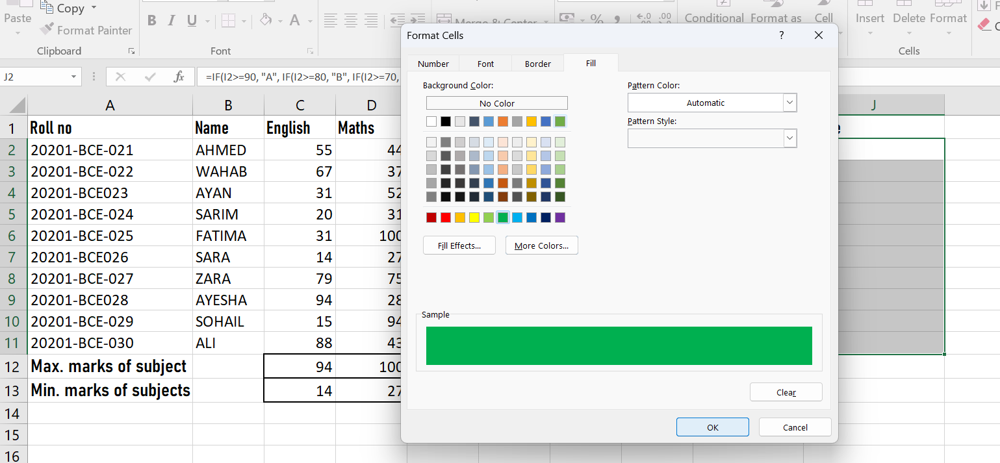 Paste
Copy
Format Painter
Clipboard
B I U
A
Font
Merge & Center
%
Conditional Format as Cell
Insert Delete Format
Cells
J2
fx
=IF(I2>=90, "A", IF(I2>=80, "B", IF(I2>=70,
A B C D J
1 Roll no Name English Maths
2 20201-BCE-021 AHMED 55 44
3 20201-BCE-022 WAHAB 67 37
4 20201-BCE023 AYAN 31 52
5 20201-BCE-024 SARIM 20 31
6 20201-BCE-025 FATIMA 31 100
7 20201-BCE026 SARA 14 27
8 20201-BCE-027 ZARA 79 75
9 20201-BCE028 AYESHA 94 28
10 20201-BCE-029 SOHAIL 15 94
11 20201-BCE-030 ALI 88 43
12 Max. marks of subject 94 100
13 Min. marks of subjects 14 27
14
15
16
Format Cells
?
Number Font Border Fill
Background Color:
No Color
Pattern Color:
Automatic
Pattern Style:
Fill Effects...
More Colors...
Sample
Clear
OK
Cancel